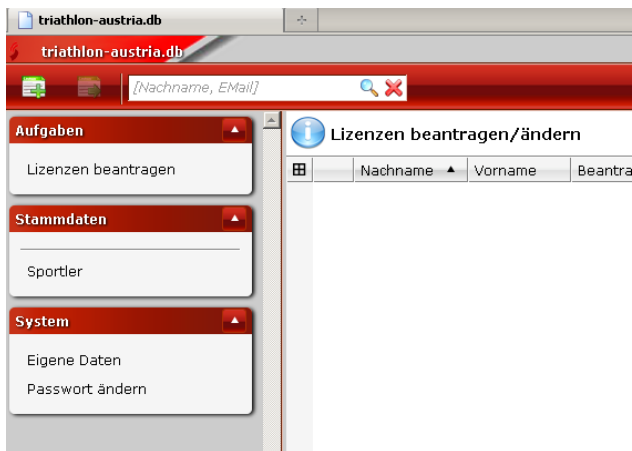 triathlon-austria.db
triathlon-austria.db
[Nachname, EMail]
Aufgaben
Lizenzen beantragen
Stammdaten
Sportler
System
Eigene Daten
Passwort ändern
Lizenzen beantragen/ändern
Nachname Vorname Beantra